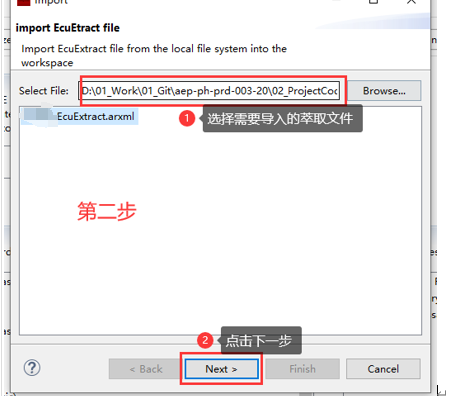 Import
import EcuEtract file
Import EcuExtract file from the local file system into the
workspace
Select File: D:\01_Work\01_Git\aep-ph-prd-003-20\02_ProjectCoc Browse...
1 选择需要导入的萃取文件
EcuExtract.arxml
第二步
2 点击下一步
? < Back Next > Finish Cancel